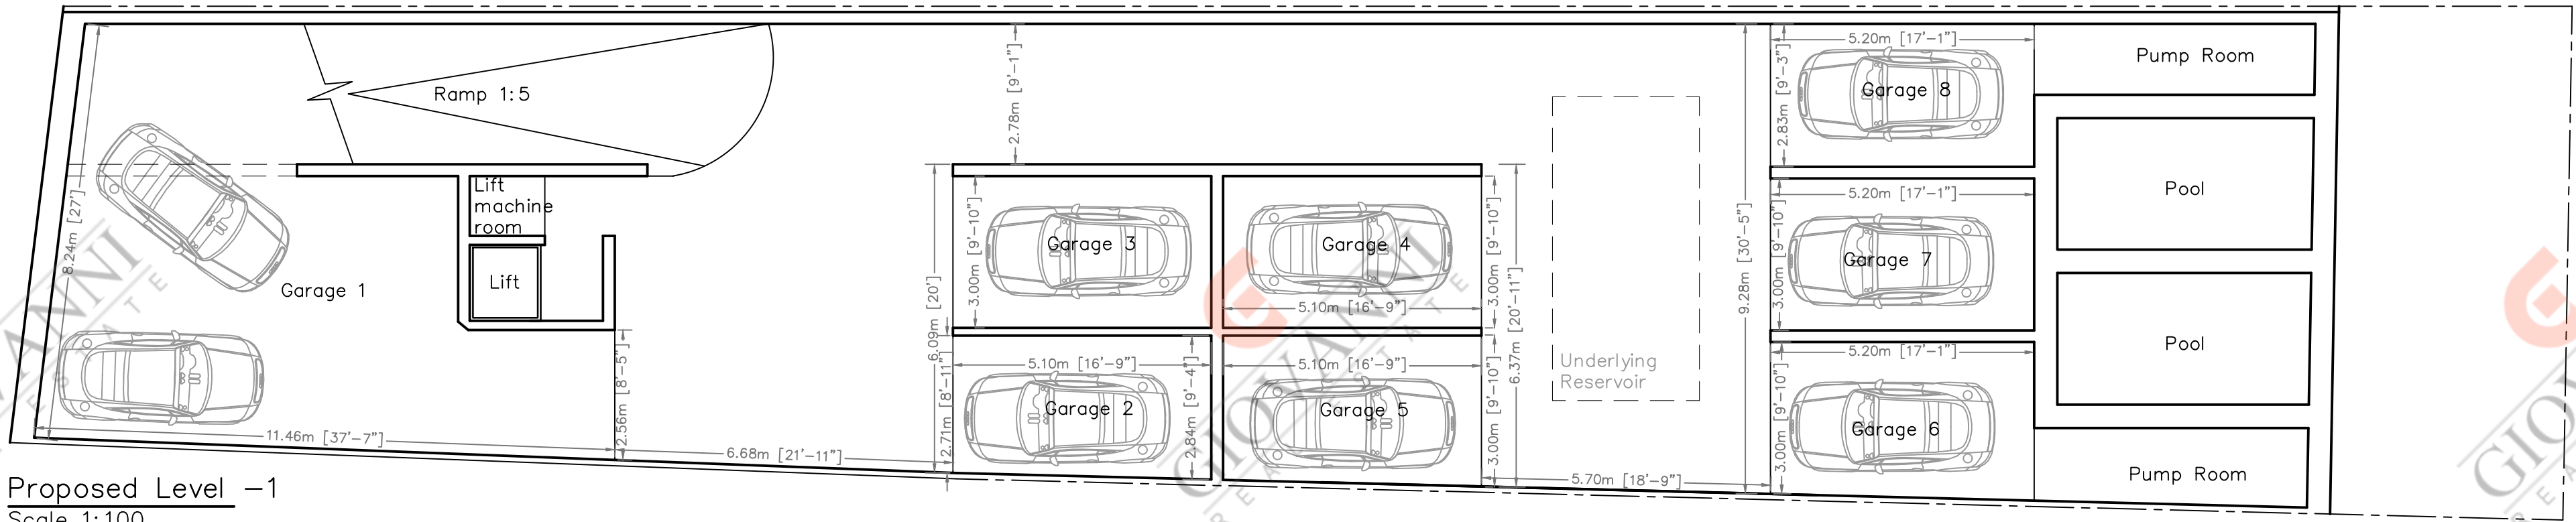 Ramp 1:5
2.78m [9'-1"]
5.20m [17'-1"]
2.83m [9'-3"]
Garage 8
Pump Room
8.24m [27']
Garage 1
Lift
machine
room
Lift
2.56m [8'-5"]
11.46m [37'-7"]
6.68m [21'-11"]
6.09m [20']
3.00m [9'-10"]
Garage 3
Garage 4
5.10m [16'-9"]
3.00m [9'-10"]
6.37m [20'-11"]
2.71m [8'-11"]
5.10m [16'-9"]
Garage 2
2.84m [9'-4"]
5.10m [16'-9"]
Garage 5
3.00m [9'-10"]
Underlying
Reservoir
5.70m [18'-9"]
9.28m [30'-5"]
5.20m [17'-1"]
3.00m [9'-10"]
Garage 7
Pool
5.20m [17'-1"]
3.00m [9'-10"]
Garage 6
Pool
Pump Room
GIOVANNI
REAL ESTATE
Proposed Level -1
Scale 1:100